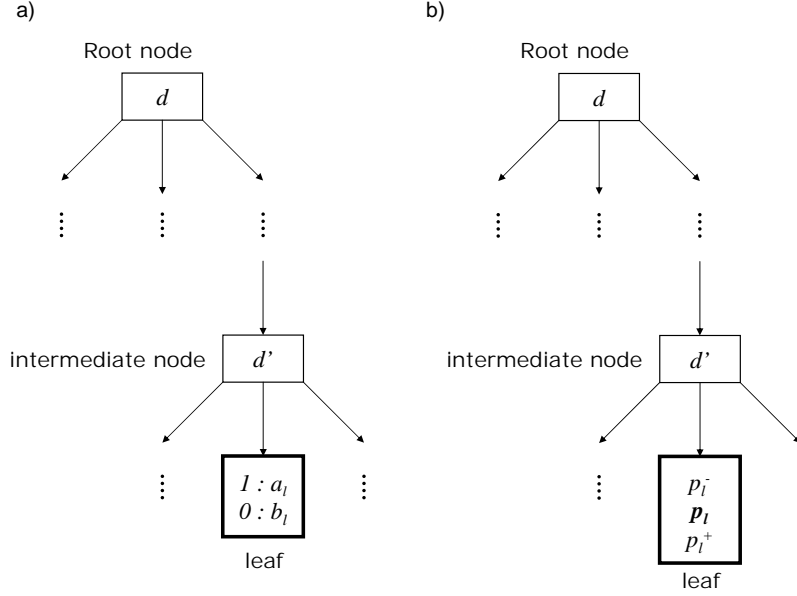 a)
Root node
d
intermediate node
d'
1 : a_l
0 : b_l
leaf
b)
Root node
d
intermediate node
d'
p_l^-
p_l
p_l^+
leaf